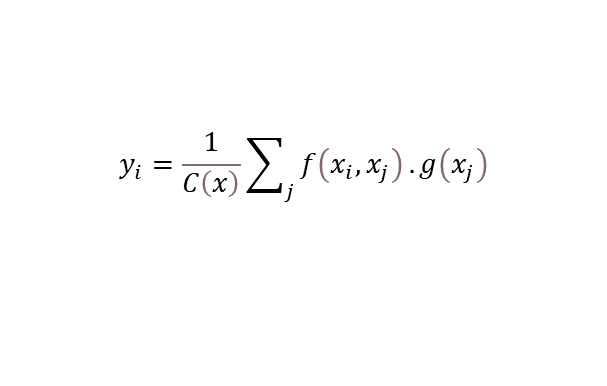 y_i = \frac{1}{C(x)} \sum_j f(x_i, x_j) . g(x_j)